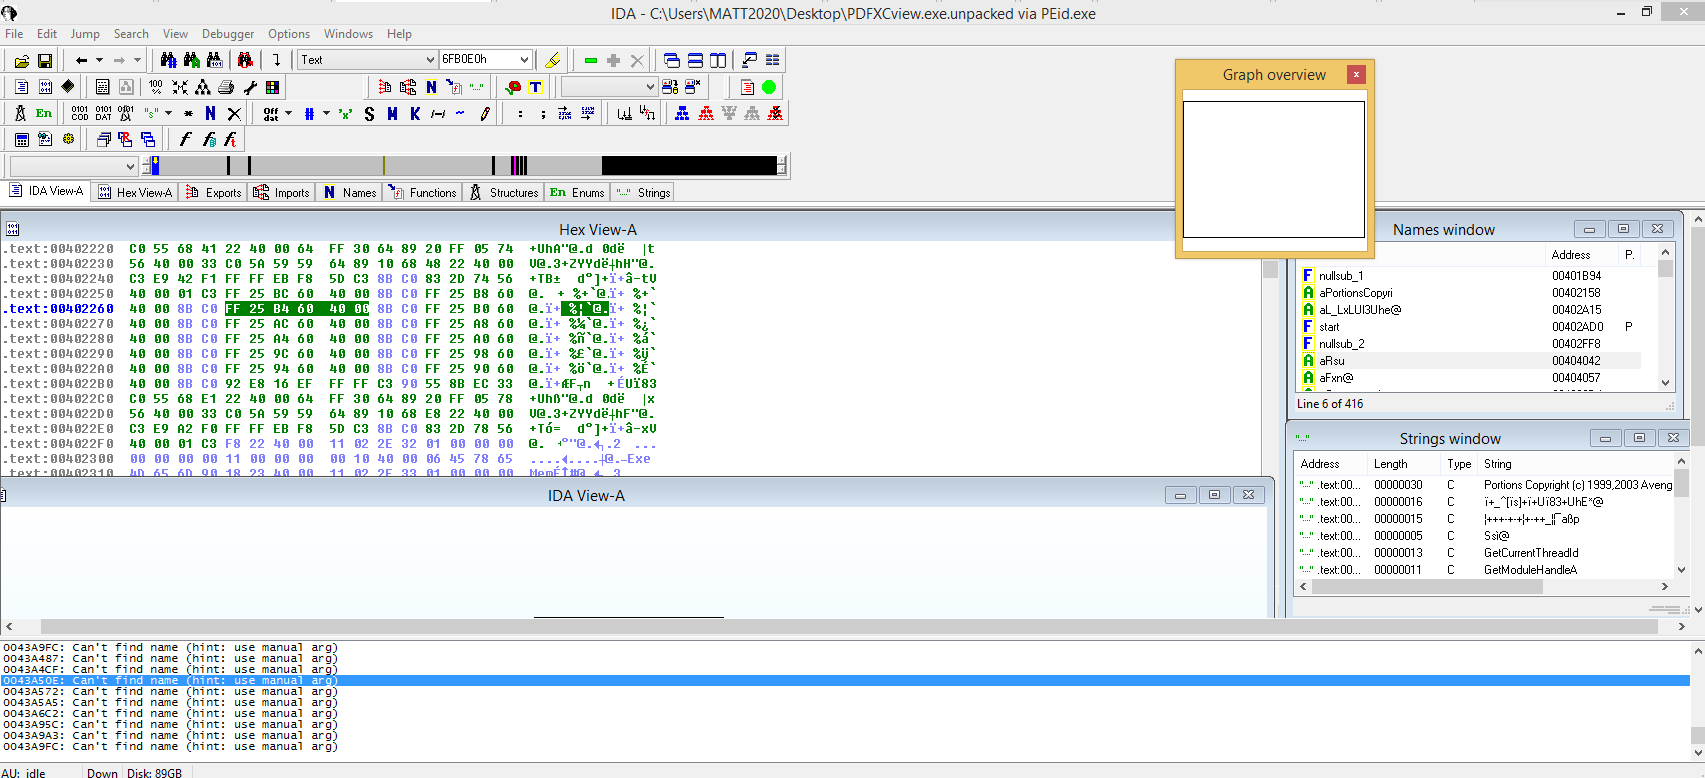 IDA - C:\Users\MATT2020\Desktop\PDFXCview.exe.unpacked via PEid.exe
File Edit Jump Search View Debugger Options Windows Help
Text 6FB0E0h
IDA View-A Hex View-A Exports Imports Names Functions Structures En Enums Strings
Graph overview
Hex View-A
.text:00402220 C0 55 68 41 22 40 00 64 FF 30 64 89 20 FF 05 74
.text:00402230 56 40 00 33 C0 5A 59 59 64 89 10 68 48 22 40 00
.text:00402240 C3 E9 42 F1 FF FF EB F8 5D C3 8B C0 83 2D 74 56
.text:00402250 40 00 01 C3 FF 25 BC 60 40 00 8B C0 FF 25 B8 60
.text:00402260 40 00 8B C0 FF 25 B4 60 40 00 8B C0 FF 25 B0 60
.text:00402270 40 00 8B C0 FF 25 AC 60 40 00 8B C0 FF 25 A8 60
.text:00402280 40 00 8B C0 FF 25 A4 60 40 00 8B C0 FF 25 A0 60
.text:00402290 40 00 8B C0 FF 25 9C 60 40 00 8B C0 FF 25 98 60
.text:004022A0 40 00 8B C0 FF 25 94 60 40 00 8B C0 FF 25 90 60
.text:004022B0 40 00 8B C0 92 E8 16 EF FF FF C3 90 55 8B EC 33
.text:004022C0 C0 55 68 E1 22 40 00 64 FF 30 64 89 20 FF 05 78
.text:004022D0 56 40 00 33 C0 5A 59 59 64 89 10 68 E8 22 40 00
.text:004022E0 C3 E9 A2 F0 FF FF EB F8 5D C3 8B C0 83 2D 78 56
.text:004022F0 40 00 01 C3 F8 22 40 00 11 02 2E 32 01 00 00 00
.text:00402300 00 00 00 00 11 00 00 00 00 10 40 00 06 45 78 65
.text:00402310 4D 65 6D 90 18 23 40 00 11 02 2E 33 01 00 00 00
Names window
Address P.
nullsub_1 00401B94
aPortionsCopyri 00402158
aL_LxLUI3Uhe@ 00402A15
start 00402AD0 P
nullsub_2 00402FF8
aRsu 00404042
aFxn@ 00404057
Line 6 of 416
Strings window
Address Length Type String
.text:00... 00000030 C Portions Copyright (c) 1999,2003 Aveng
.text:00... 00000016 C
.text:00... 00000015 C
.text:00... 00000005 C Ssì@
.text:00... 00000013 C GetCurrentThreadId
.text:00... 00000011 C GetModuleHandleA
IDA View-A
0043A9FC: Can't find name (hint: use manual arg)
0043A487: Can't find name (hint: use manual arg)
0043A4CF: Can't find name (hint: use manual arg)
0043A50E: Can't find name (hint: use manual arg)
0043A572: Can't find name (hint: use manual arg)
0043A5A5: Can't find name (hint: use manual arg)
0043A6C2: Can't find name (hint: use manual arg)
0043A95C: Can't find name (hint: use manual arg)
0043A9A3: Can't find name (hint: use manual arg)
0043A9FC: Can't find name (hint: use manual arg)
AU: idle Down Disk: 89GB